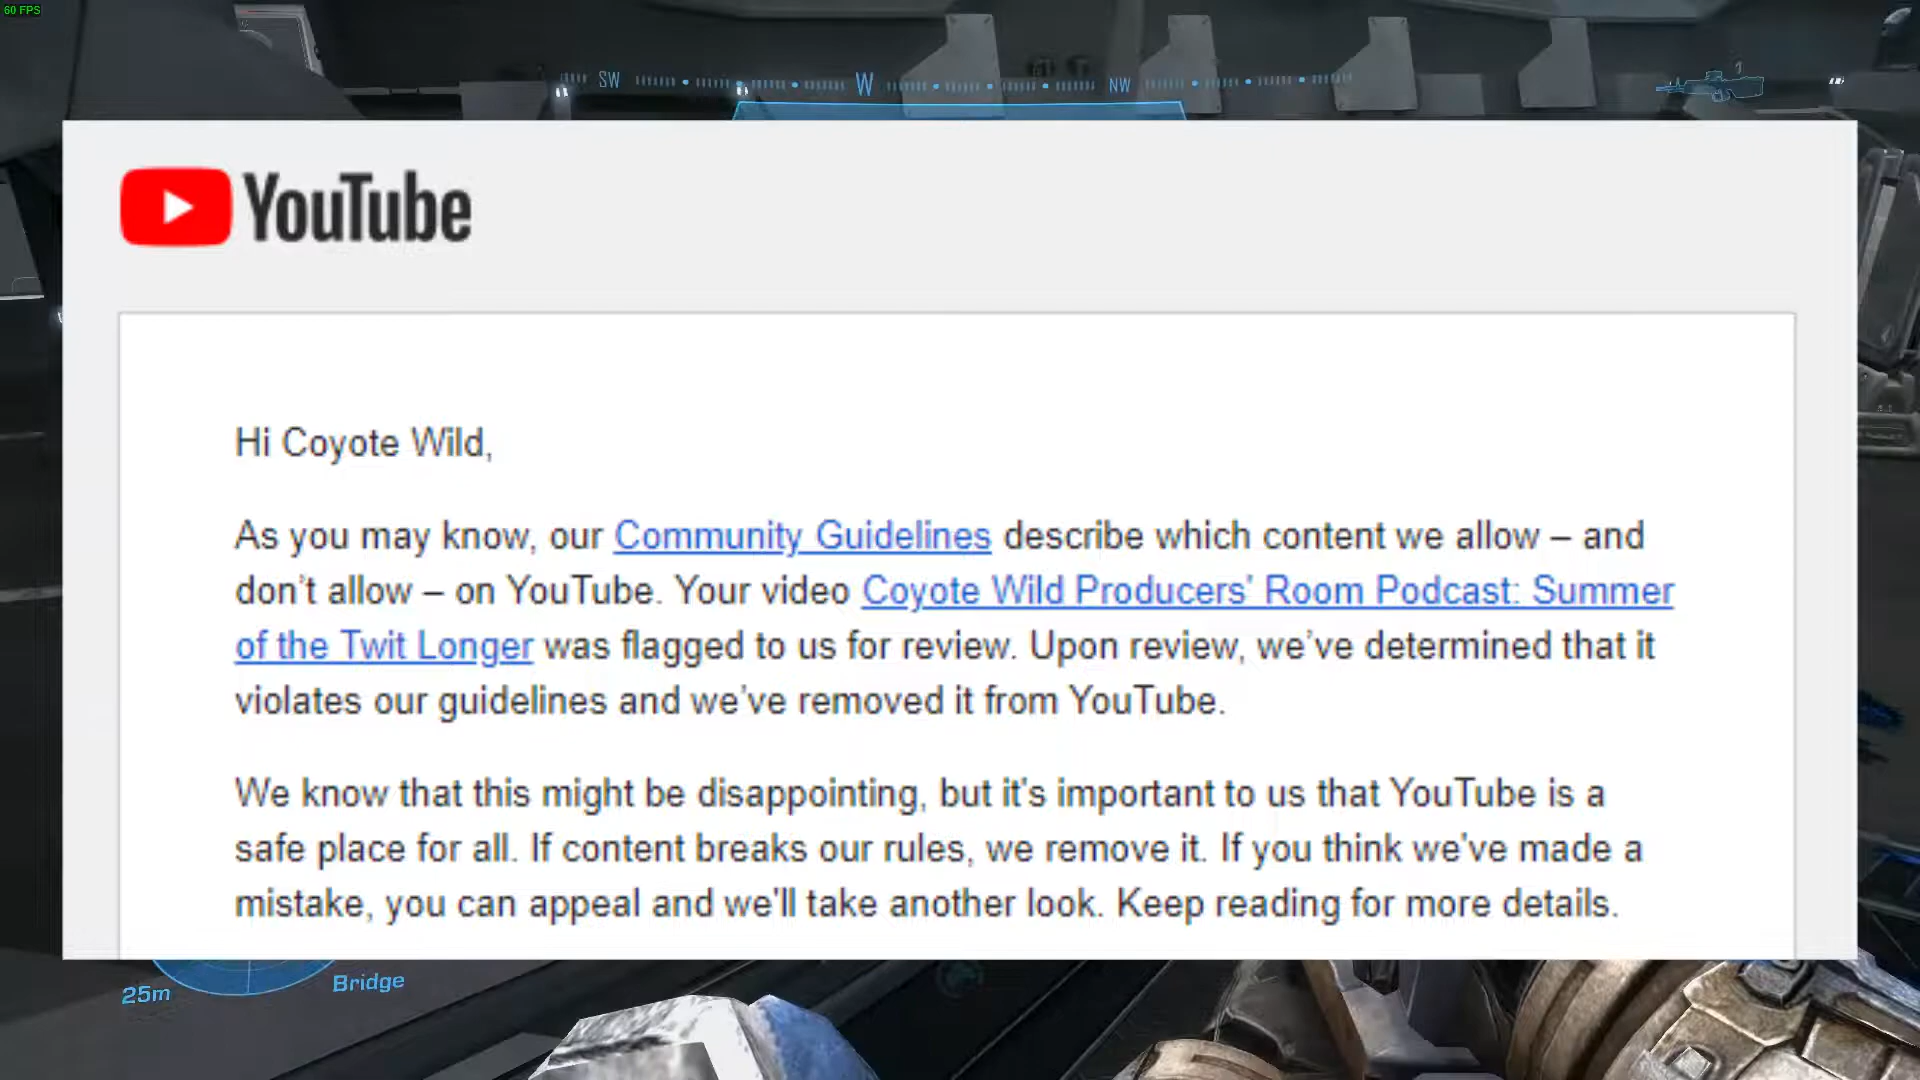 60 FPS
SW W NW
YouTube
Hi Coyote Wild,
As you may know, our Community Guidelines describe which content we allow – and
don’t allow – on YouTube. Your video Coyote Wild Producers’ Room Podcast: Summer
of the Twit Longer was flagged to us for review. Upon review, we’ve determined that it
violates our guidelines and we’ve removed it from YouTube.
We know that this might be disappointing, but it's important to us that YouTube is a
safe place for all. If content breaks our rules, we remove it. If you think we've made a
mistake, you can appeal and we'll take another look. Keep reading for more details.
Bridge
25m